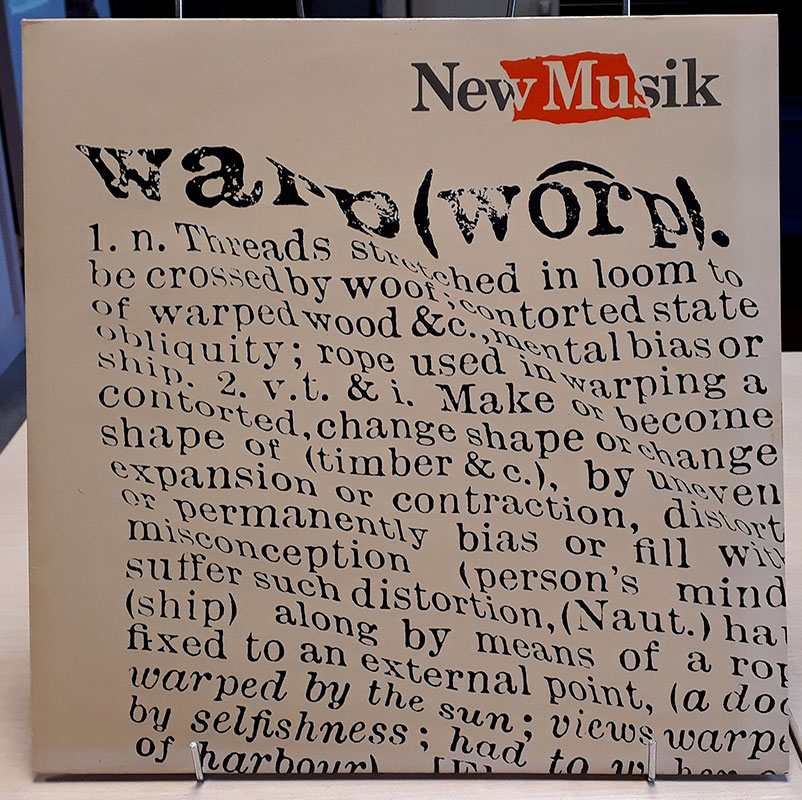 New Musik
warp (wôrp).
1. n. Threads stretched in loom to
be crossed by woof; contorted state
of warped wood &c., mental bias or
obliquity; rope used in warping a
ship. 2. v.t. & i. Make or become
contorted, change shape or change
shape of (timber & c.), by uneven
expansion or contraction, distort
or permanently bias or fill with
misconception (person's mind
suffer such distortion, (Naut.) hau
(ship) along by means of a rop
fixed to an external point, (a doc
warped by the sun; views warpe
by selfishness; had to w
of harbour). [E